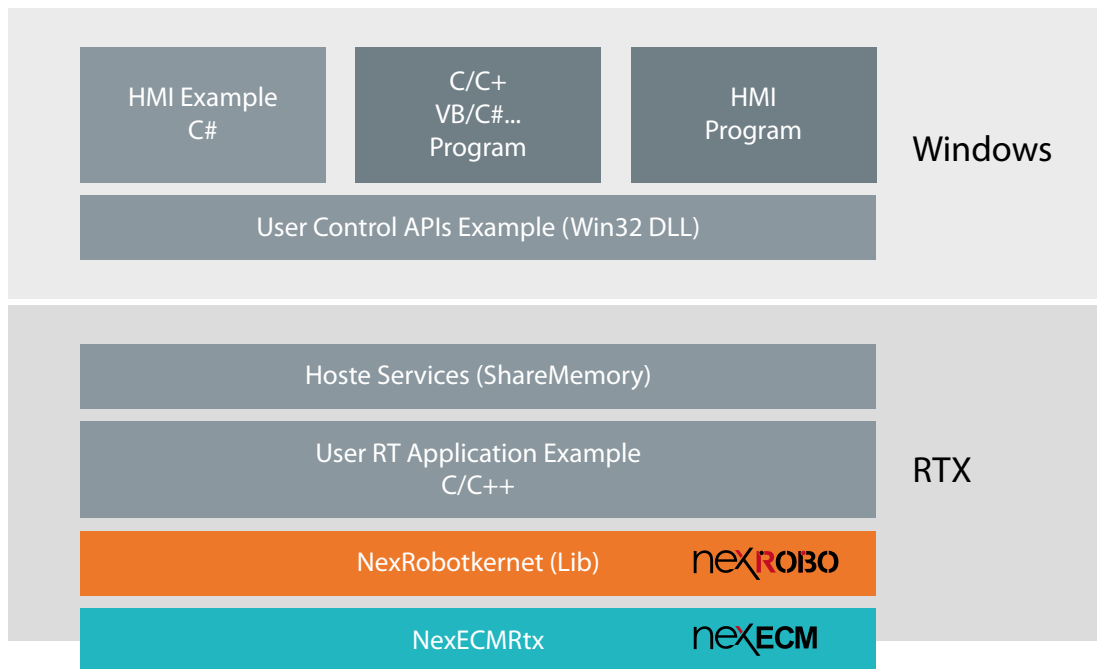 HMI Example
C#
C/C+
VB/C#...
Program
HMI
Program
Windows
User Control APIs Example (Win32 DLL)
Hoste Services (ShareMemory)
User RT Application Example
C/C++
RTX
NexRobotkernet (Lib)
nexROBO
NexECMRtx
nexECM